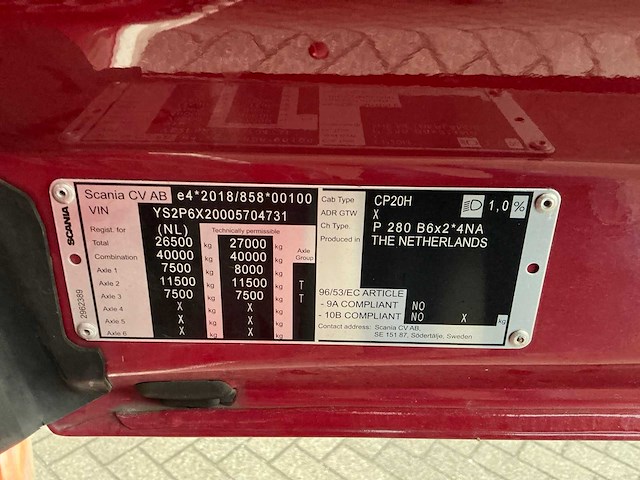 Scania CV AB e4*2018/858*00100
VIN YS2P6X20005704731
Regist. for (NL) Technically permissible
Total 26500 kg 27000 kg
Combination 40000 kg 40000 kg Axle Group
Axle 1 7500 kg 8000 kg
Axle 2 11500 kg 11500 kg T
Axle 3 7500 kg 7500 kg T
Axle 4 X kg X kg
Axle 5 X kg X kg
Axle 6 X kg X kg
SCANIA
2962389
Cab Type CP20H 1,0 %
ADR GTW X
Ch Type. P 280 B6x2*4NA
Produced in THE NETHERLANDS
96/53/EC ARTICLE
- 9A COMPLIANT NO
- 10B COMPLIANT NO X kg
Contact address: Scania CV AB,
SE 151 87, Södertälje, Sweden